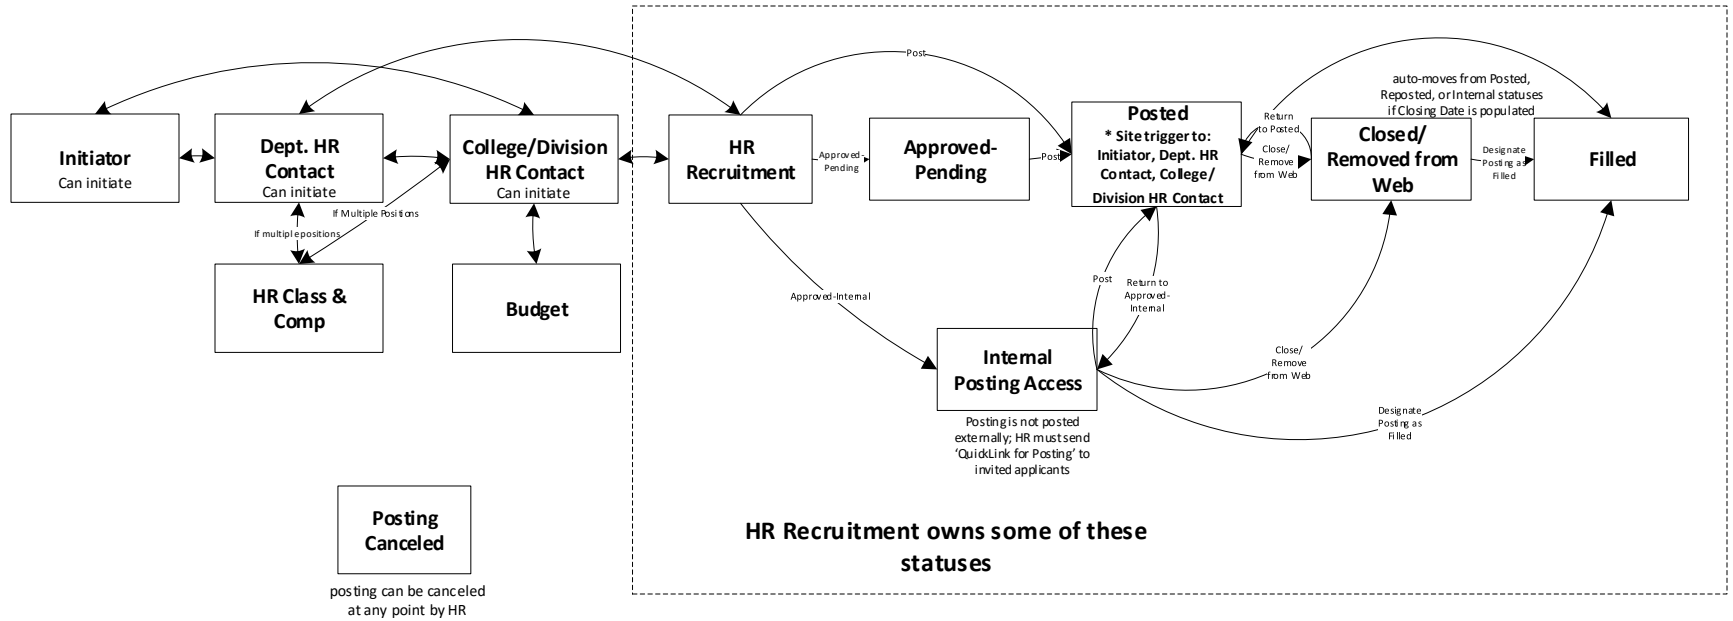 Initiator
Can initiate
Dept. HR
Contact
Can initiate
College/Division
HR Contact
Can initiate
If Multiple Positions
If multiple positions
HR Class &
Comp
Budget
HR
Recruitment
Post
Approved-
Pending
Approved-
Pending
Post
Posted
* Site trigger to:
Initiator, Dept. HR
Contact, College/
Division HR Contact
auto-moves from Posted,
Reposted, or Internal statuses
if Closing Date is populated
Return
to Posted
Close/
Remove
from Web
Closed/
Removed from
Web
Designate
Posting as
Filled
Filled
Approved-Internal
Post
Return to
Approved-
Internal
Internal
Posting Access
Posting is not posted
externally; HR must send
‘QuickLink for Posting’ to
invited applicants
Close/
Remove
from Web
Designate
Posting as
Filled
Posting
Canceled
posting can be canceled
at any point by HR
HR Recruitment owns some of these
statuses